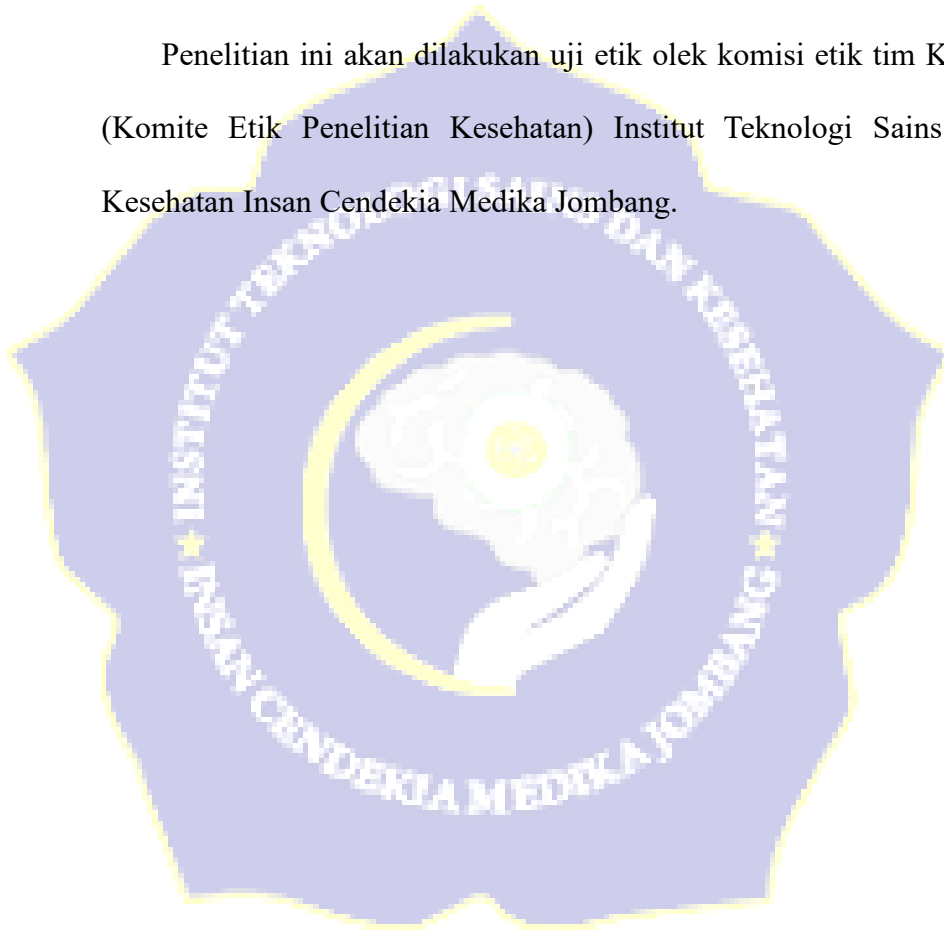 Penelitian ini akan dilakukan uji etik olek komisi etik tim K
(Komite Etik Penelitian Kesehatan) Institut Teknologi Sains
Kesehatan Insan Cendekia Medika Jombang.
INSTITUT TEKNOLOGI SAINS DAN KESEHATAN
INSAN CENDEKIA MEDIKA JOMBANG